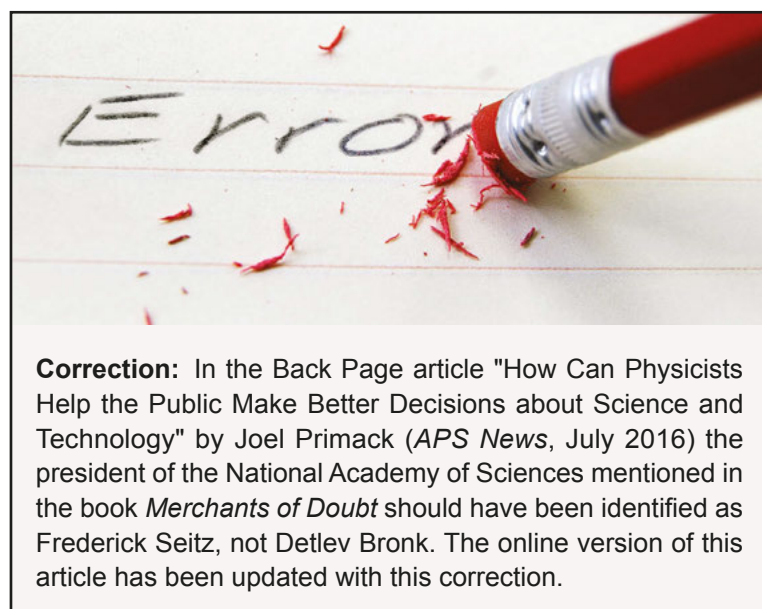 Error
Correction: In the Back Page article "How Can Physicists
Help the Public Make Better Decisions about Science and
Technology" by Joel Primack (APS News, July 2016) the
president of the National Academy of Sciences mentioned in
the book Merchants of Doubt should have been identified as
Frederick Seitz, not Detlev Bronk. The online version of this
article has been updated with this correction.